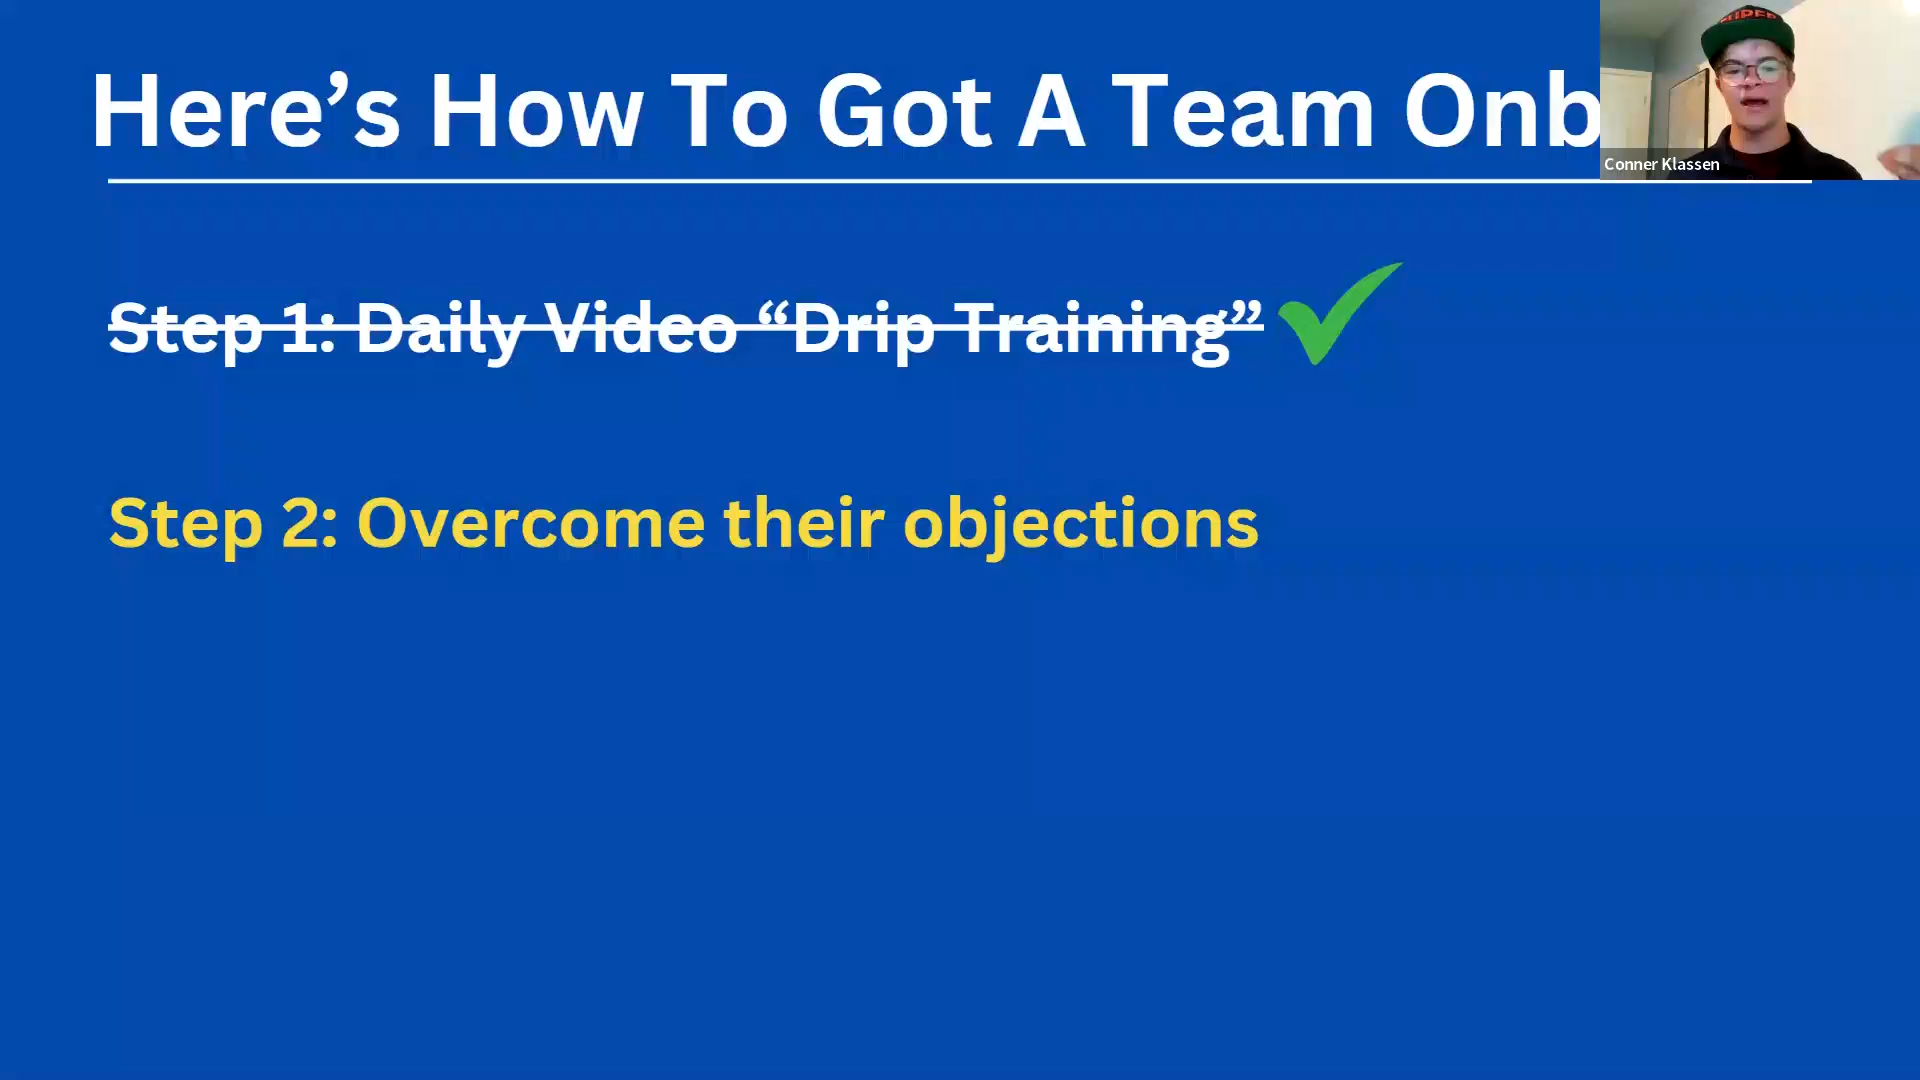 Here’s How To Got A Team Onb
SUPER
Conner Klassen
Step 1: Daily Video “Drip Training”
Step 2: Overcome their objections